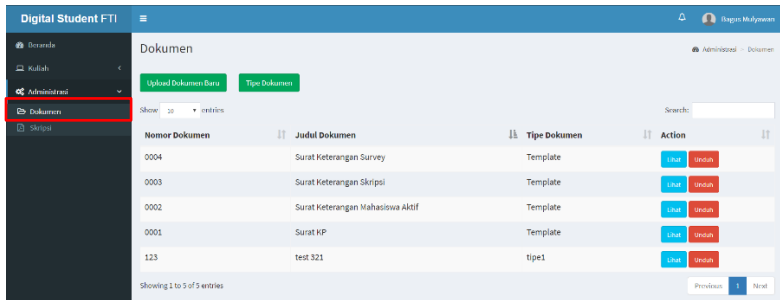 Digital Student FTI
Bagus Mulyawan
Beranda
Kuliah
Administrasi
Dokumen
Skripsi
Dokumen
Administrasi > Dokumen
Upload Dokumen Baru Tipe Dokumen
Show 10 entries Search:
Nomor Dokumen Judul Dokumen Tipe Dokumen Action
0004 Surat Keterangan Survey Template Lihat Unduh
0003 Surat Keterangan Skripsi Template Lihat Unduh
0002 Surat Keterangan Mahasiswa Aktif Template Lihat Unduh
0001 Surat KP Template Lihat Unduh
123 test 321 tipe1 Lihat Unduh
Showing 1 to 5 of 5 entries Previous 1 Next